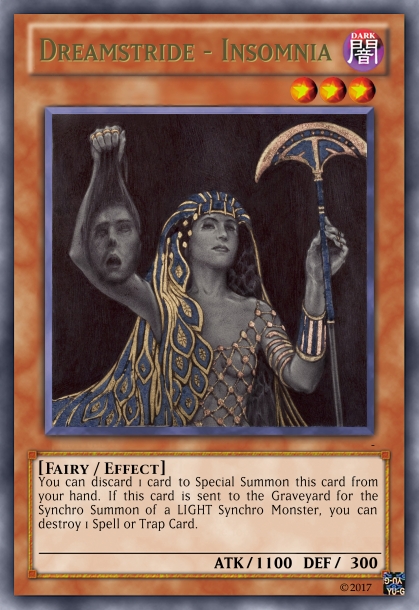 Dreamstride - Insomnia
DARK
闇
-
[Fairy / Effect]
You can discard 1 card to Special Summon this card from
your hand. If this card is sent to the Graveyard for the
Synchro Summon of a LIGHT Synchro Monster, you can
destroy 1 Spell or Trap Card.
ATK / 1100 DEF / 300
©2017